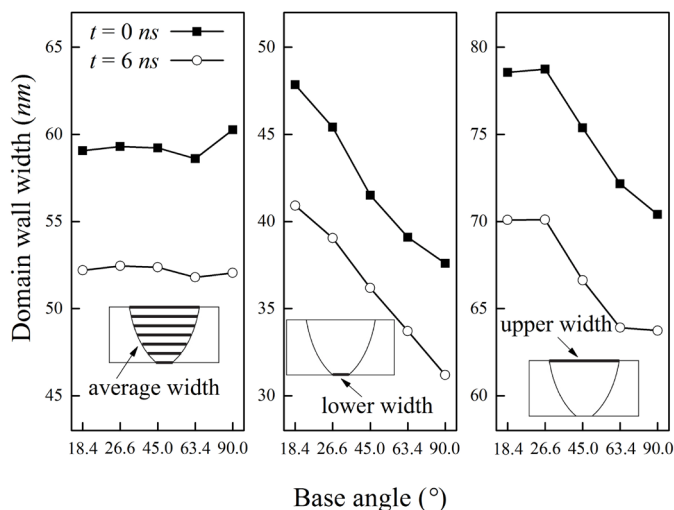 t = 0 ns
t = 6 ns
Domain wall width (nm)
65
60
55
50
45
average width
18.4 26.6 45.0 63.4 90.0
50
45
40
35
30
lower width
18.4 26.6 45.0 63.4 90.0
80
75
70
65
60
upper width
18.4 26.6 45.0 63.4 90.0
Base angle (°)